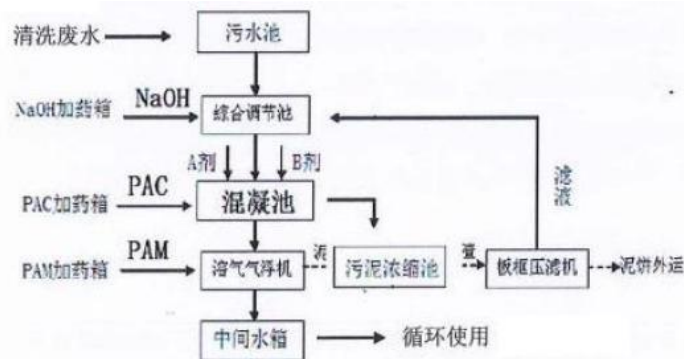 清洗废水
污水池
NaOH加药箱
NaOH
综合调节池
A剂
B剂
PAC加药箱
PAC
混凝池
滤液
PAM加药箱
PAM
溶气气浮机
泥
污泥浓缩池
板框压滤机
泥饼外运
中间水箱
循环使用